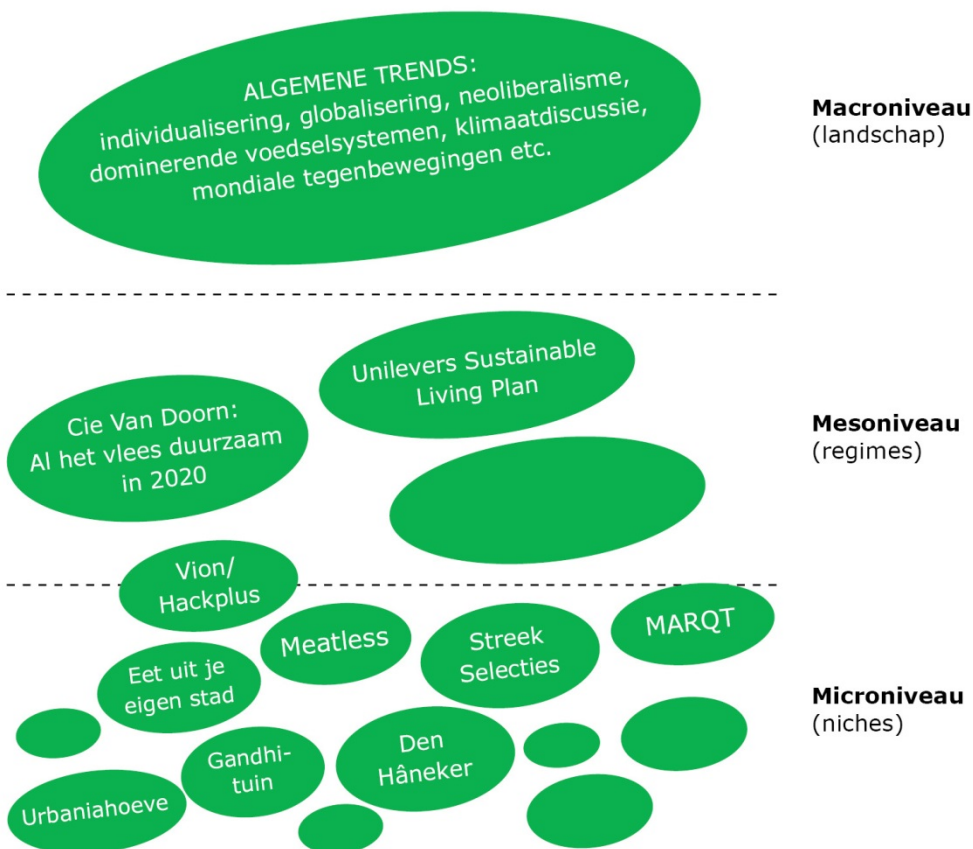 ALGEMENE TRENDS:
individualisering, globalisering, neoliberalisme,
dominerende voedselsystemen, klimaatdiscussie,
mondiale tegenbewegingen etc.
Macroniveau
(landschap)
Unilevers Sustainable
Living Plan
Cie Van Doorn:
Al het vlees duurzaam
in 2020
Mesoniveau
(regimes)
Vion/
Hackplus
Meatless
Streek
Selecties
MARQT
Eet uit je
eigen stad
Microniveau
(niches)
Gandhi-
tuin
Den
Hâneker
Urbaniahoeve